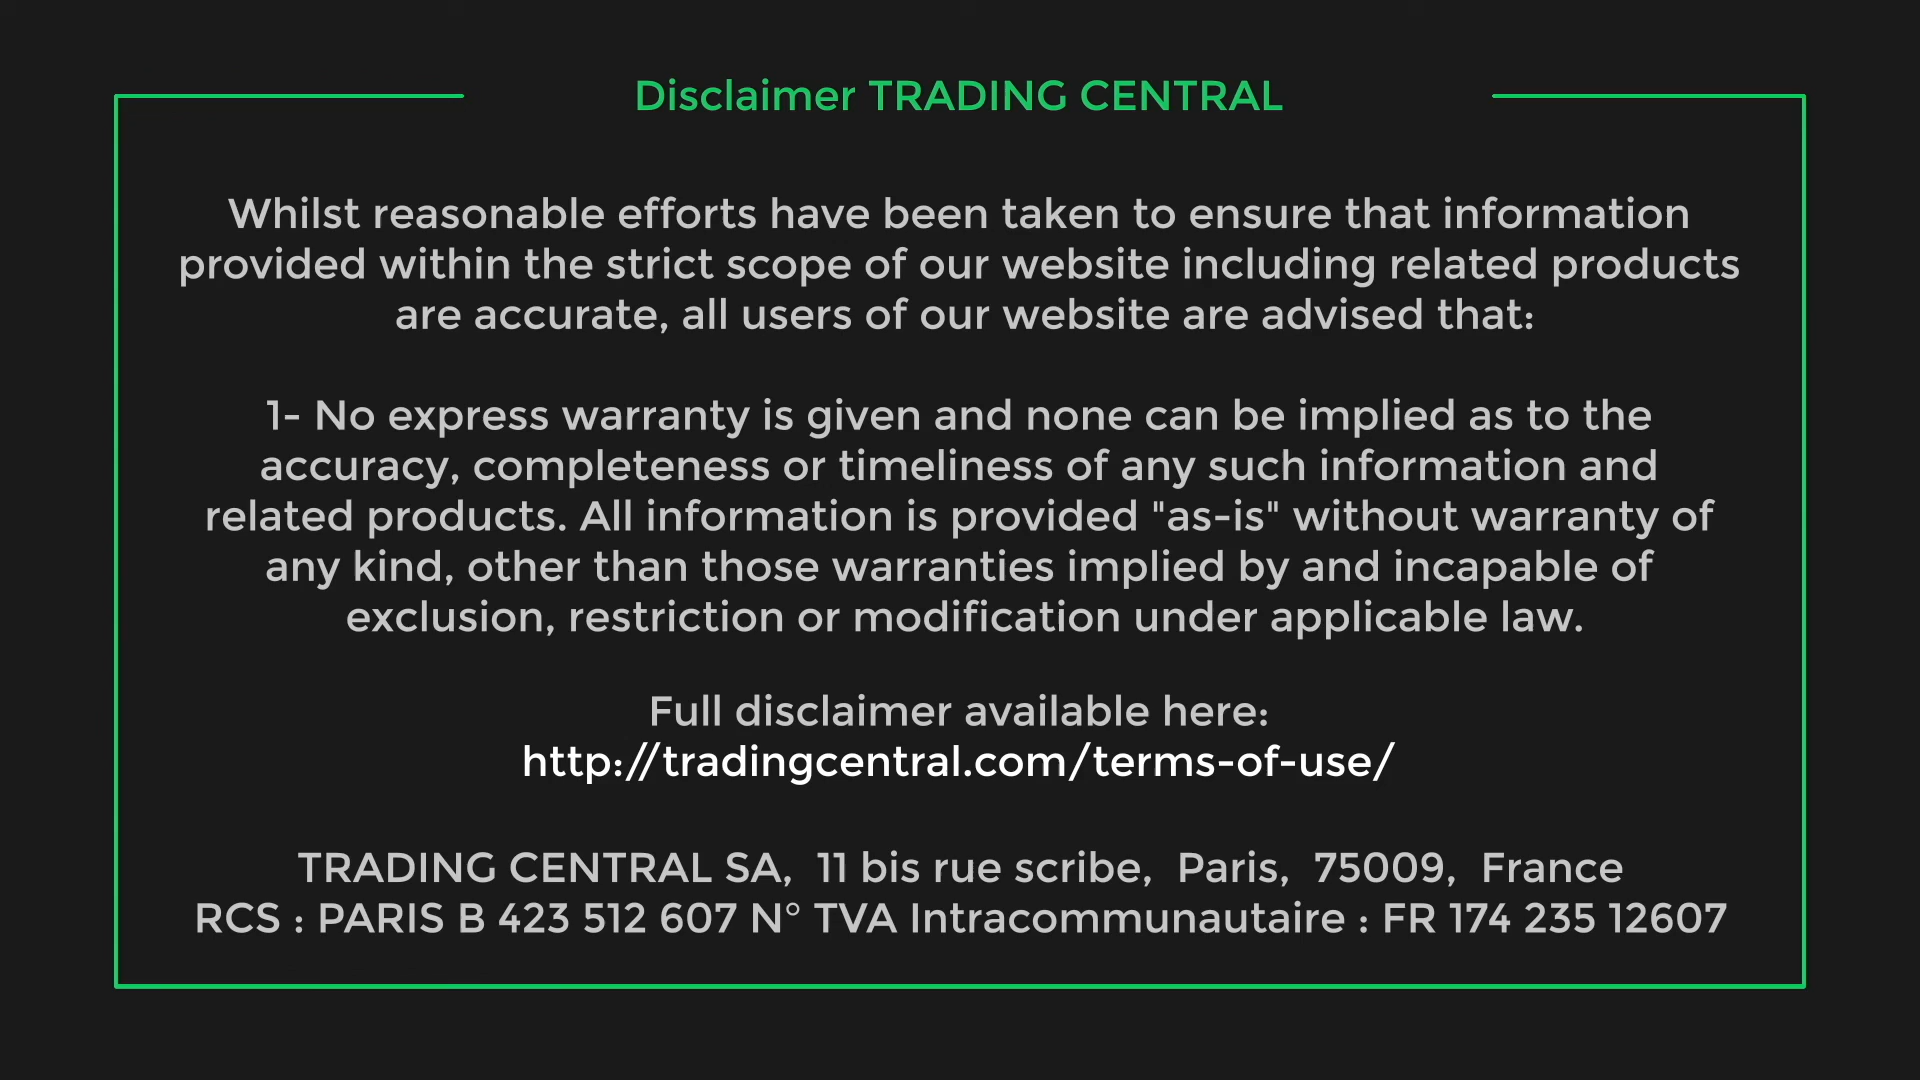 Disclaimer TRADING CENTRAL
Whilst reasonable efforts have been taken to ensure that information
provided within the strict scope of our website including related products
are accurate, all users of our website are advised that:
1- No express warranty is given and none can be implied as to the
accuracy, completeness or timeliness of any such information and
related products. All information is provided "as-is" without warranty of
any kind, other than those warranties implied by and incapable of
exclusion, restriction or modification under applicable law.
Full disclaimer available here:
http://tradingcentral.com/terms-of-use/
TRADING CENTRAL SA, 11 bis rue scribe, Paris, 75009, France
RCS : PARIS B 423 512 607 N° TVA Intracommunautaire : FR 174 235 12607